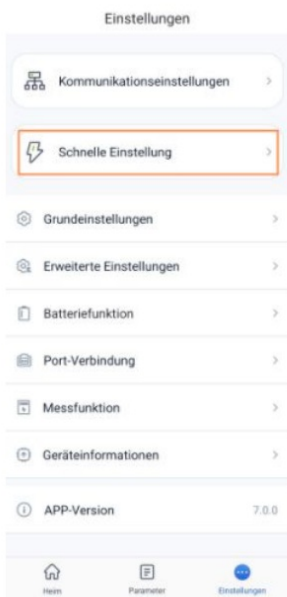 Einstellungen
Kommunikationseinstellungen
Schnelle Einstellung
Grundeinstellungen
Erweiterte Einstellungen
Batteriefunktion
Port-Verbindung
Messfunktion
Geräteinformationen
APP-Version 7.0.0
Heim Parameter Einstellungen